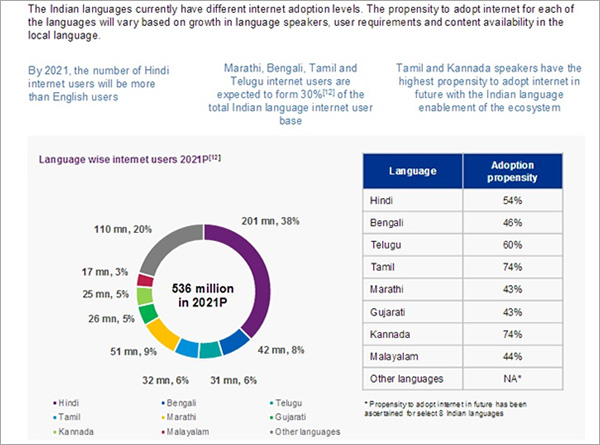 The Indian languages currently have different internet adoption levels. The propensity to adopt internet for each of
the languages will vary based on growth in language speakers, user requirements and content availability in the
local language.
By 2021, the number of Hindi
internet users will be more
than English users
Marathi, Bengali, Tamil and
Telugu internet users are
expected to form 30%[12] of the
total Indian language internet user
base
Tamil and Kannada speakers have the
highest propensity to adopt internet in
future with the Indian language
enablement of the ecosystem
Language wise internet users 2021P[12]
201 mn, 38%
42 mn, 8%
31 mn, 6%
32 mn, 6%
51 mn, 9%
26 mn, 5%
25 mn, 5%
17 mn, 3%
110 mn, 20%
536 million
in 2021P
Hindi
Bengali
Telugu
Tamil
Marathi
Gujarati
Kannada
Malayalam
Other languages
Language Adoption propensity
Hindi 54%
Bengali 46%
Telugu 60%
Tamil 74%
Marathi 43%
Gujarati 43%
Kannada 74%
Malayalam 44%
Other languages NA*
* Propensity to adopt internet in future has been
ascertained for select 8 Indian languages